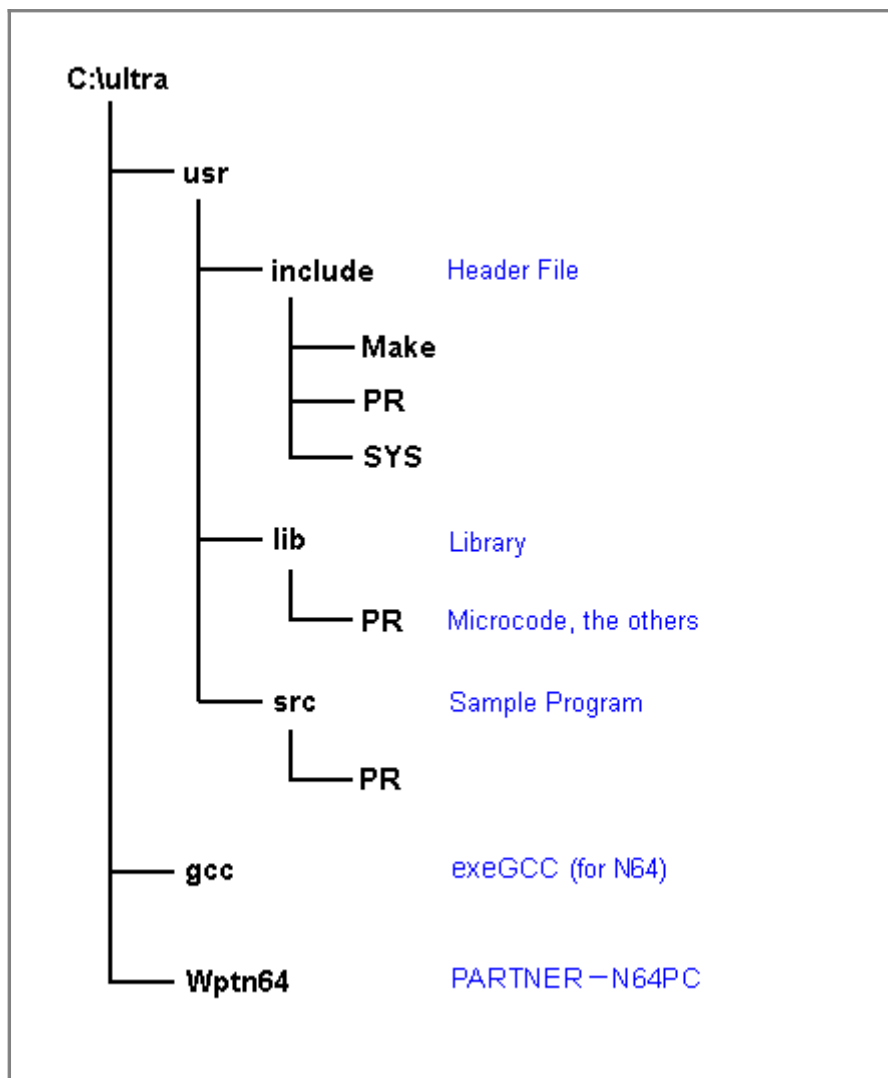 C:\ultra
usr
include Header File
Make
PR
SYS
lib Library
PR Microcode, the others
src Sample Program
PR
gcc exeGCC (for N64)
Wptn64 PARTNER－N64PC